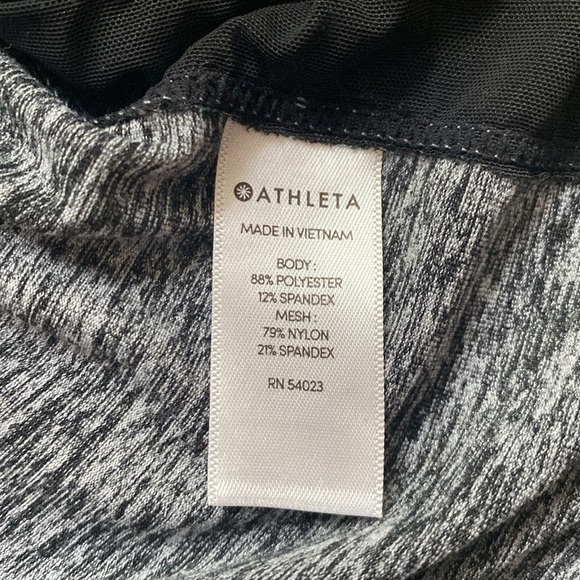 ATHLETA
MADE IN VIETNAM
BODY :
88% POLYESTER
12% SPANDEX
MESH :
79% NYLON
21% SPANDEX
RN 54023